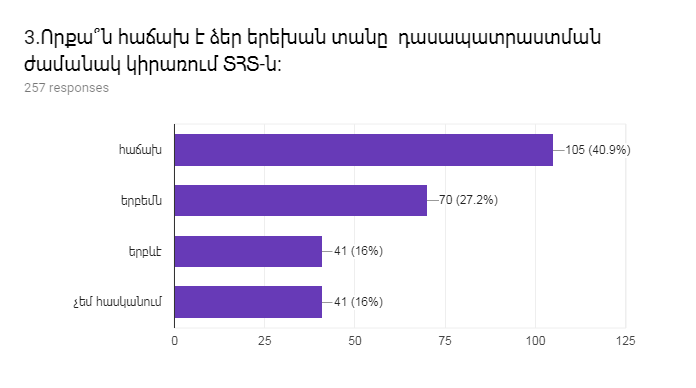 3.Որքա՞ն հաճախ է ձեր երեխան տանը դասապատրաստման
ժամանակ կիրառում ՏՀՏ-ն:
257 responses
հաճախ
105 (40.9%)
երբեմն
70 (27.2%)
երբևէ
41 (16%)
չեմ հասկանում
41 (16%)
0 25 50 75 100 125